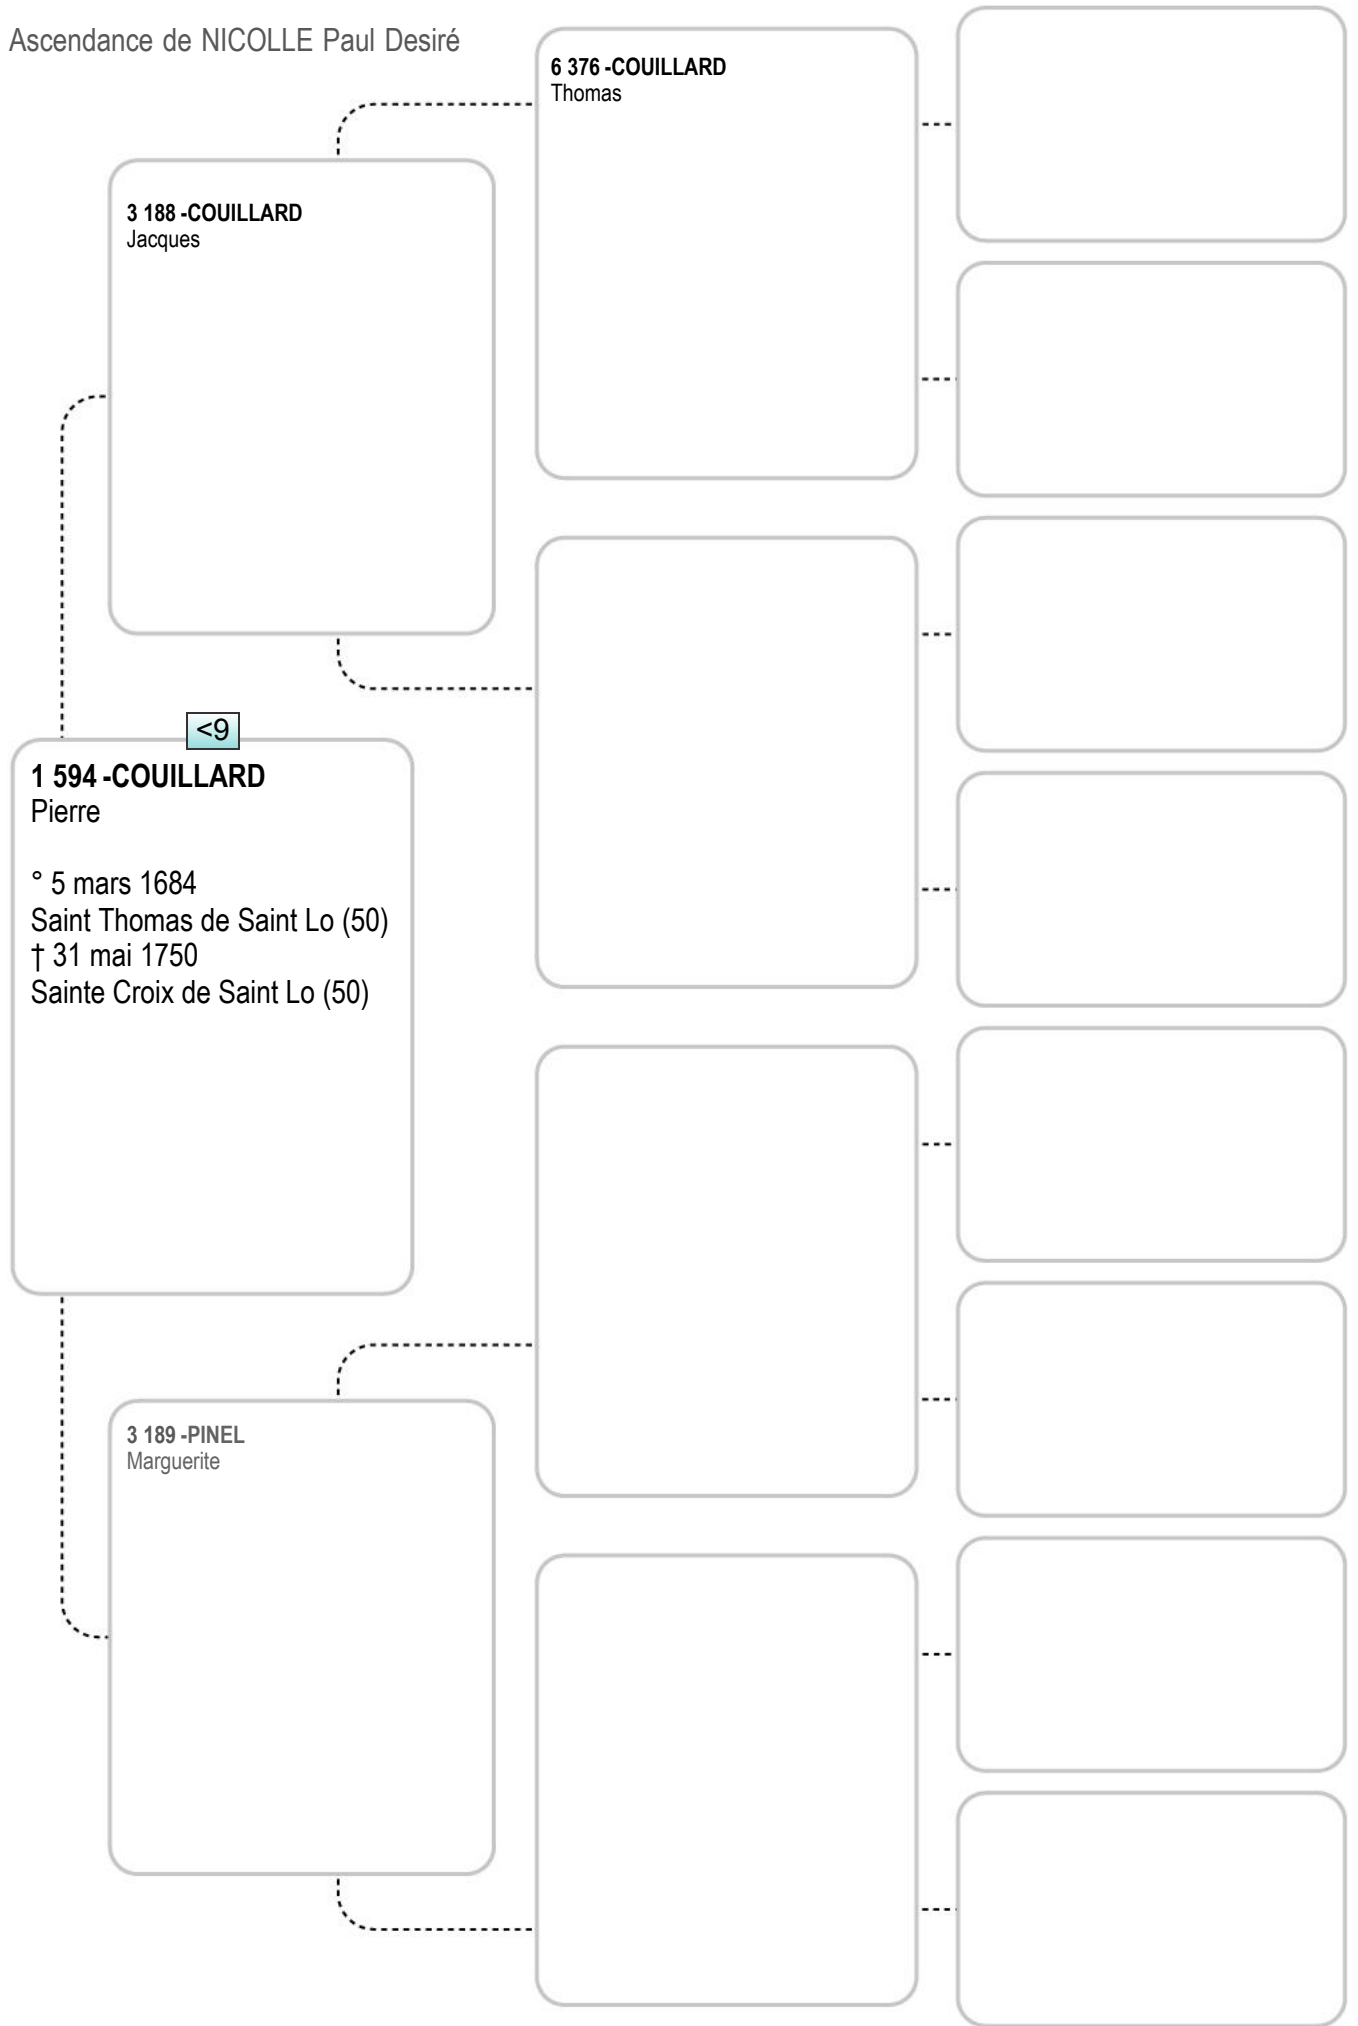 Ascendance de NICOLLE Paul Desiré
6 376 -COUILLARD
Thomas
3 188 -COUILLARD
Jacques
<9
1 594 -COUILLARD
Pierre
° 5 mars 1684
Saint Thomas de Saint Lo (50)
† 31 mai 1750
Sainte Croix de Saint Lo (50)
3 189 -PINEL
Marguerite